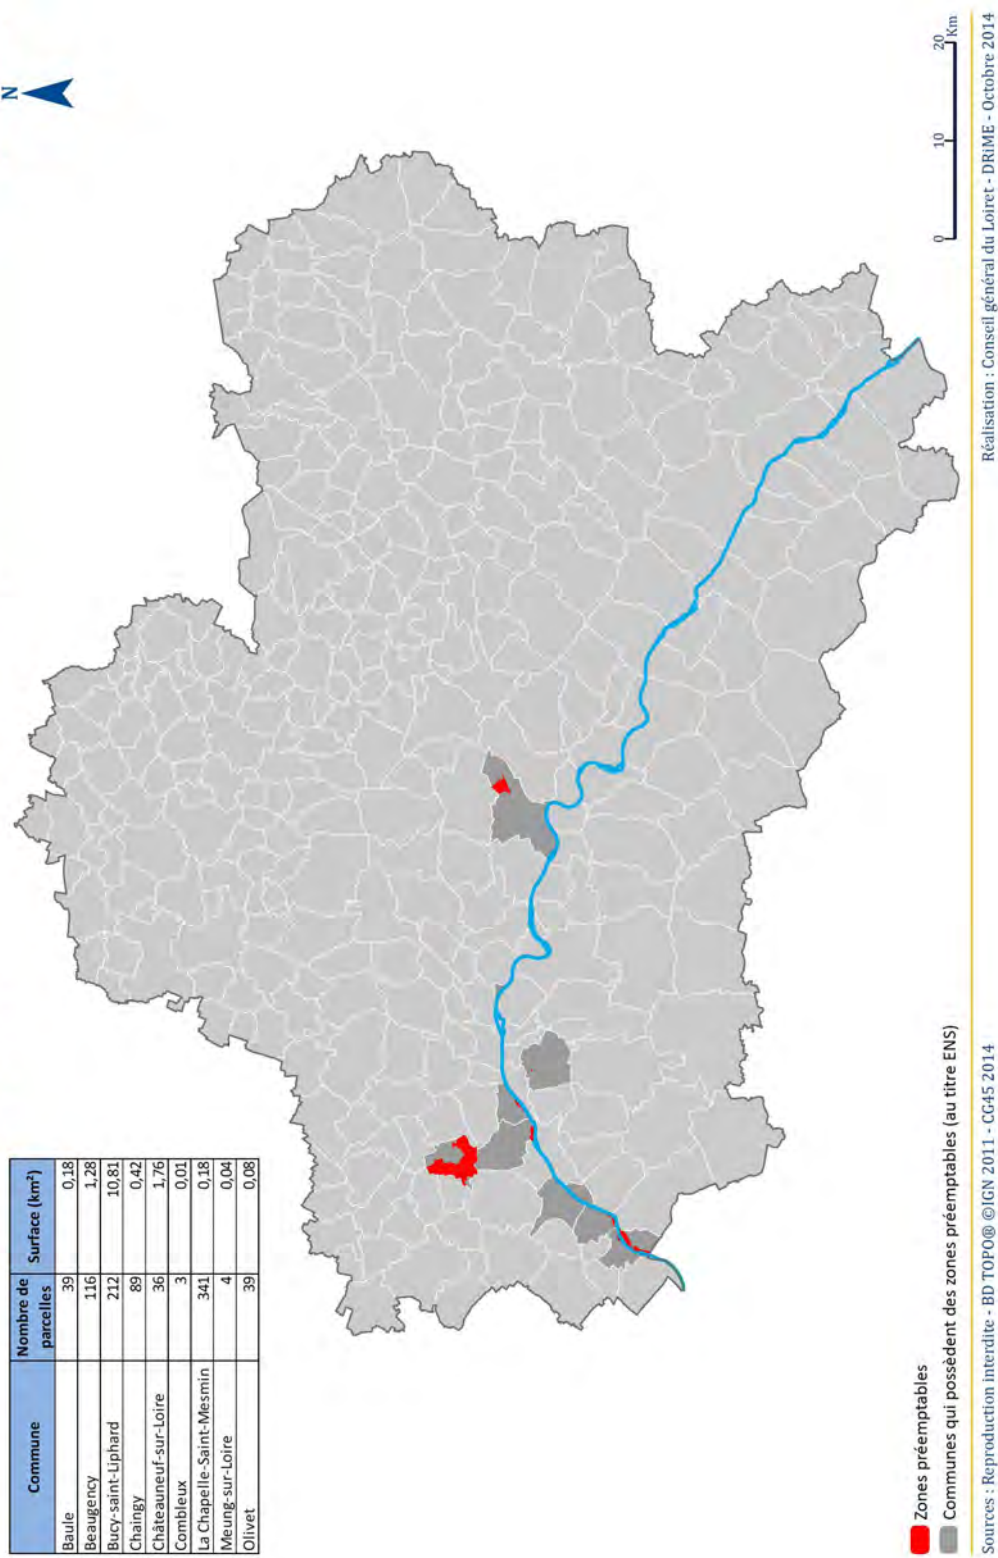 Commune Nombre de parcelles Surface (km²)
Baule 39 0,18
Beaugency 116 1,28
Bucy-saint-Liphard 212 10,81
Chaingy 89 0,42
Châteauneuf-sur-Loire 36 1,76
Combleux 3 0,01
La Chapelle-Saint-Mesmin 341 0,18
Meung-sur-Loire 4 0,04
Olivet 39 0,08
N
0 10 20
Km
Zones préemptables
Communes qui possèdent des zones préemptables (au titre ENS)
Sources : Reproduction interdite - BD TOPO® ©IGN 2011 - CG45 2014
Réalisation : Conseil général du Loiret - DRiME - Octobre 2014